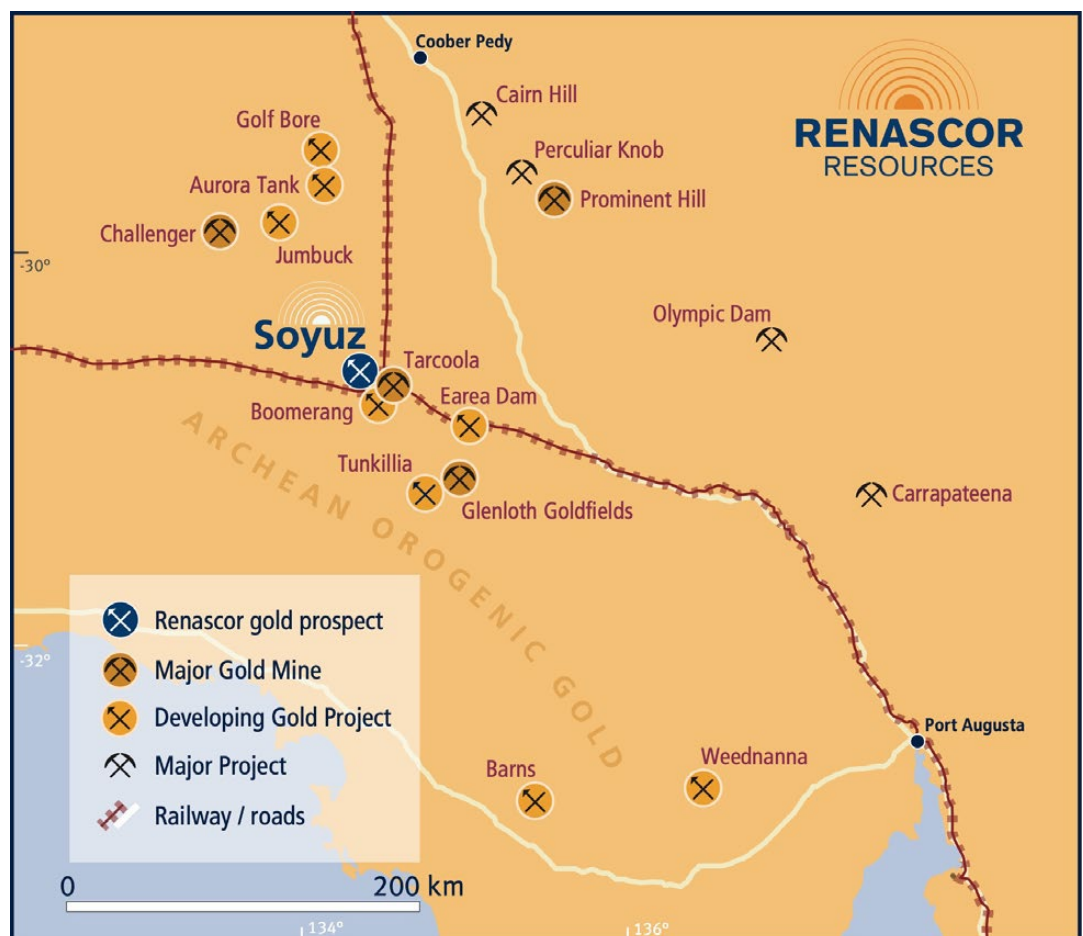 Coober Pedy
Cairn Hill
RENASCOR
RESOURCES
Golf Bore
Perculiar Knob
Aurora Tank
Prominent Hill
Challenger
Jumbuck
-30°
Olympic Dam
Soyuz
Tarcoola
Earea Dam
Boomerang
Tunkillia
Carrapateena
Glenloth Goldfields
ARCHEAN OROGENIC GOLD
Renascor gold prospect
-32°
Major Gold Mine
Developing Gold Project
Port Augusta
Major Project
Weednanna
Barns
Railway / roads
0 200 km
134° 136°